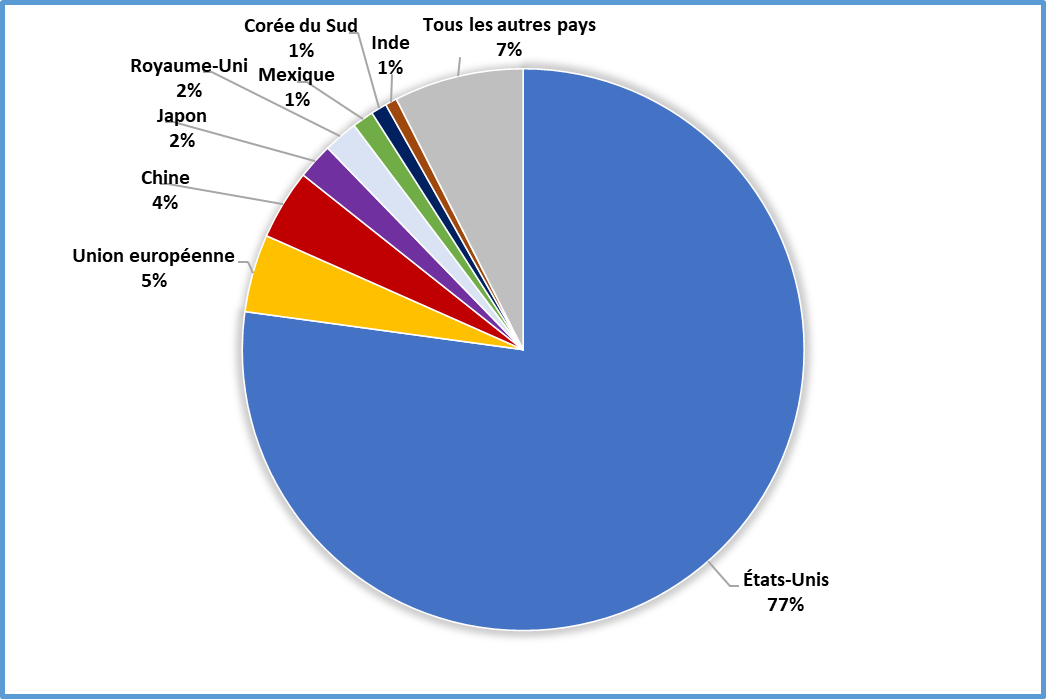 Tous les autres pays
7%
Corée du Sud
1%
Inde
1%
Royaume-Uni
2%
Mexique
1%
Japon
2%
Chine
4%
Union européenne
5%
États-Unis
77%